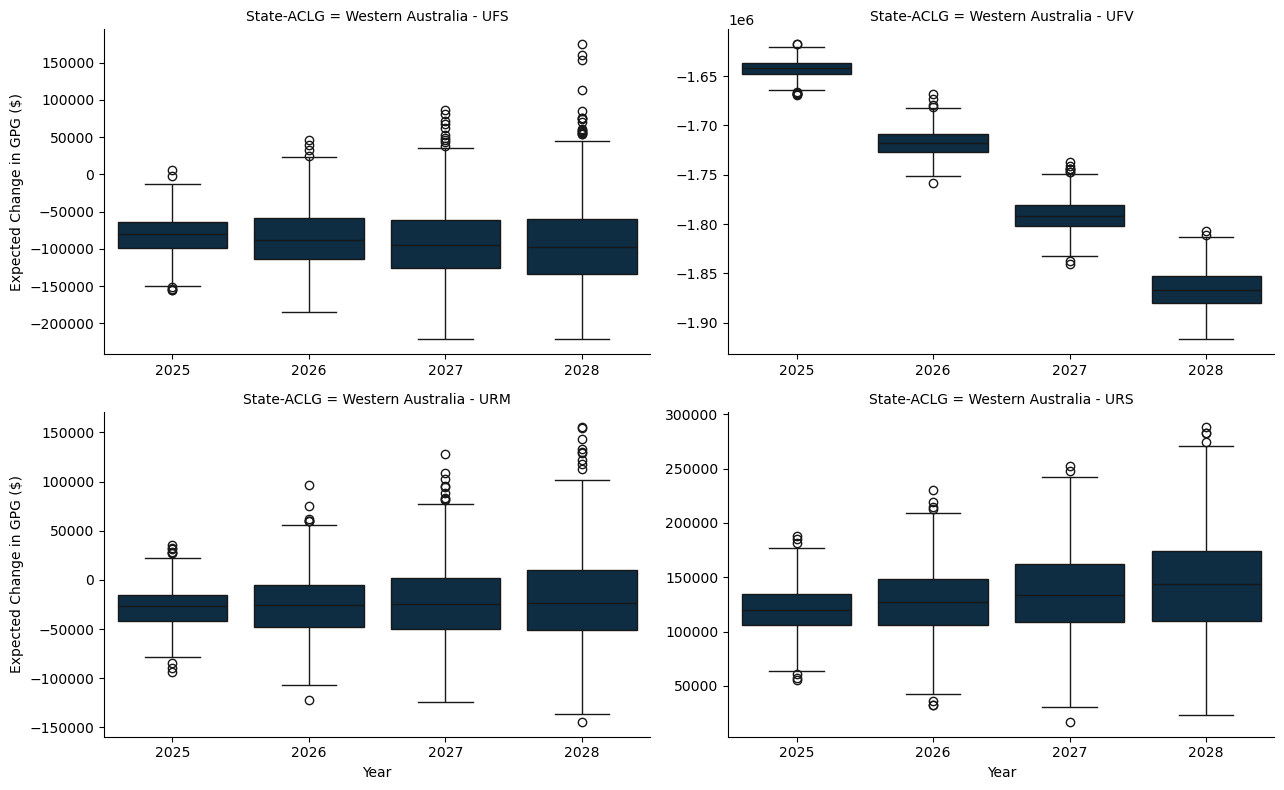 State-ACLG = Western Australia - UFS
Expected Change in GPG ($)
150000
100000
50000
0
−50000
−100000
−150000
−200000
2025 2026 2027 2028
State-ACLG = Western Australia - UFV
1e6
−1.65
−1.70
−1.75
−1.80
−1.85
−1.90
2025 2026 2027 2028
State-ACLG = Western Australia - URM
Expected Change in GPG ($)
150000
100000
50000
0
−50000
−100000
−150000
2025 2026 2027 2028
Year
State-ACLG = Western Australia - URS
300000
250000
200000
150000
100000
50000
2025 2026 2027 2028
Year